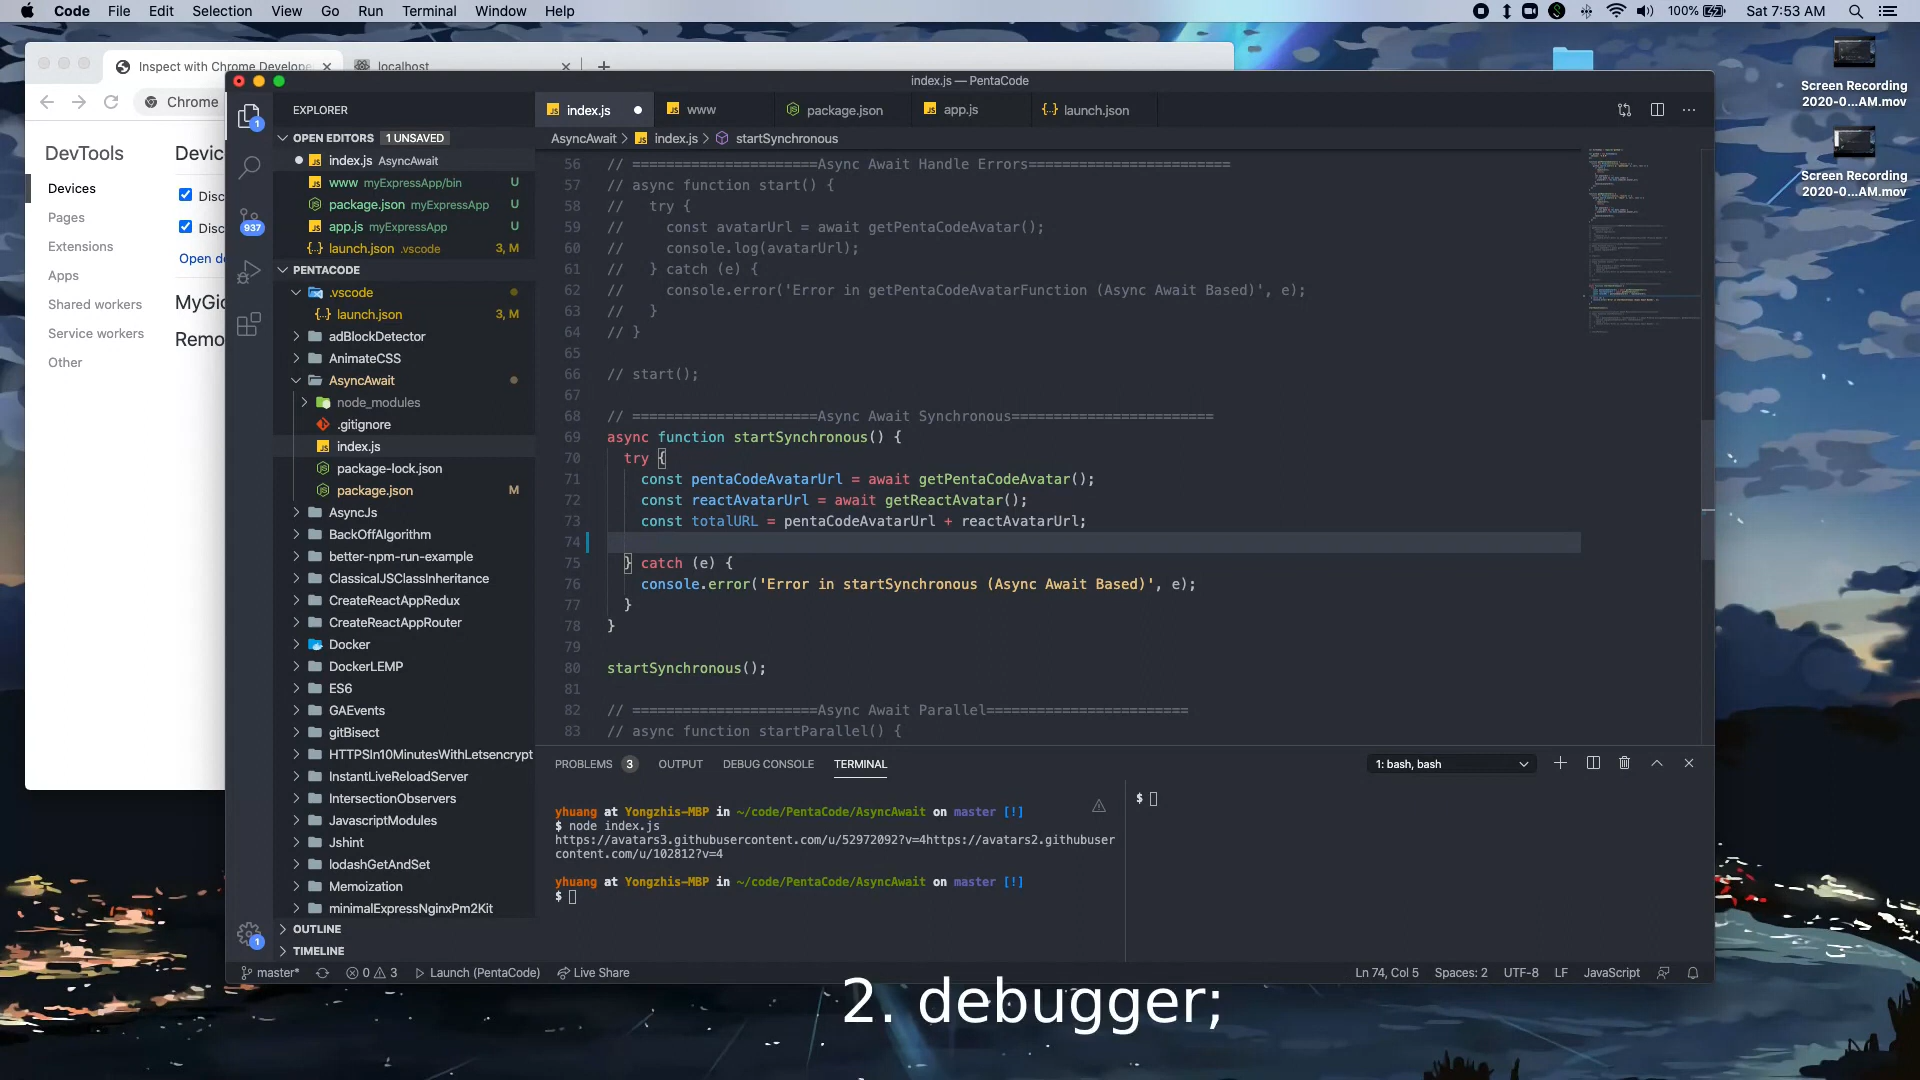 Code File Edit Selection View Go Run Terminal Window Help
100% Sat 7:53 AM
Inspect with Chrome Develope
localhost
Chrome
DevTools
Devices
Pages
Extensions
Apps
Shared workers
Service workers
Other
Devic
Disc
Disc
Open de
MyGi
Remo
index.js — PentaCode
EXPLORER
OPEN EDITORS 1 UNSAVED
index.js AsyncAwait
www myExpressApp/bin U
package.json myExpressApp U
app.js myExpressApp U
launch.json .vscode 3, M
PENTACODE
.vscode
launch.json 3, M
adBlockDetector
AnimateCSS
AsyncAwait
node_modules
.gitignore
index.js
package-lock.json
package.json M
AsyncJs
BackOffAlgorithm
better-npm-run-example
ClassicalJSClassInheritance
CreateReactAppRedux
CreateReactAppRouter
Docker
DockerLEMP
ES6
GAEvents
gitBisect
HTTPSIn10MinutesWithLetsencrypt
InstantLiveReloadServer
IntersectionObservers
JavascriptModules
Jshint
lodashGetAndSet
Memoization
minimalExpressNginxPm2Kit
OUTLINE
TIMELINE
1
937
1
index.js www package.json app.js launch.json
AsyncAwait > index.js > startSynchronous
56 // ======================Async Await Handle Errors========================
57 // async function start() {
58 //   try {
59 //     const avatarUrl = await getPentaCodeAvatar();
60 //     console.log(avatarUrl);
61 //   } catch (e) {
62 //     console.error('Error in getPentaCodeAvatarFunction (Async Await Based)', e);
63 //   }
64 // }
65
66 // start();
67
68 // ======================Async Await Synchronous========================
69 async function startSynchronous() {
70   try {
71     const pentaCodeAvatarUrl = await getPentaCodeAvatar();
72     const reactAvatarUrl = await getReactAvatar();
73     const totalURL = pentaCodeAvatarUrl + reactAvatarUrl;
74
75   } catch (e) {
76     console.error('Error in startSynchronous (Async Await Based)', e);
77   }
78 }
79
80 startSynchronous();
81
82 // ======================Async Await Parallel========================
83 // async function startParallel() {
PROBLEMS 3 OUTPUT DEBUG CONSOLE TERMINAL
1: bash, bash
yhuang at Yongzhis-MBP in ~/code/PentaCode/AsyncAwait on master [!]
$ node index.js
https://avatars3.githubusercontent.com/u/52972092?v=4https://avatars2.githubuser
content.com/u/102812?v=4
yhuang at Yongzhis-MBP in ~/code/PentaCode/AsyncAwait on master [!]
$
$
master* 0 3 Launch (PentaCode) Live Share
Ln 74, Col 5 Spaces: 2 UTF-8 LF JavaScript
Screen Recording
2020-0...AM.mov
Screen Recording
2020-0...AM.mov
2. debugger;